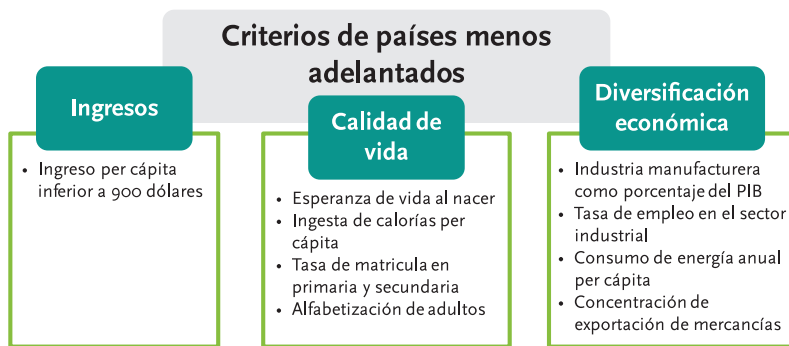 Criterios de países menos
adelantados
Ingresos
• Ingreso per cápita
inferior a 900 dólares
Calidad de
vida
• Esperanza de vida al nacer
• Ingesta de calorías per
cápita
• Tasa de matricula en
primaria y secundaria
• Alfabetización de adultos
Diversificación
económica
• Industria manufacturera
como porcentaje del PIB
• Tasa de empleo en el sector
industrial
• Consumo de energía anual
per cápita
• Concentración de
exportación de mercancías